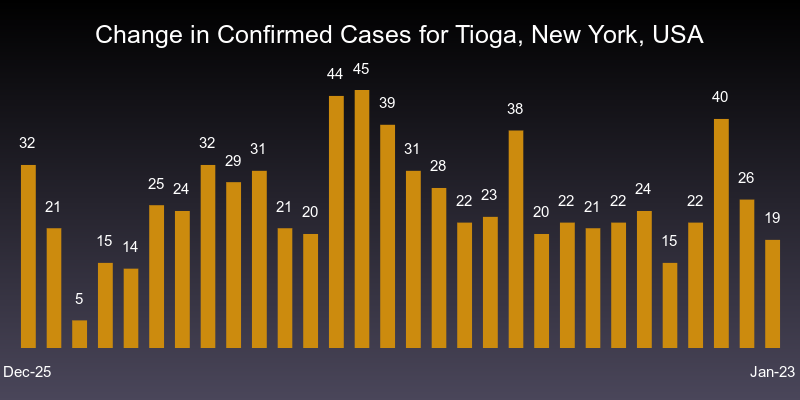 Change in Confirmed Cases for Tioga, New York, USA
32 21 5 15 14 25 24 32 29 31 21 20 44 45 39 31 28 22 23 38 20 22 21 22 24 15 22 40 26 19
Dec-25 Jan-23